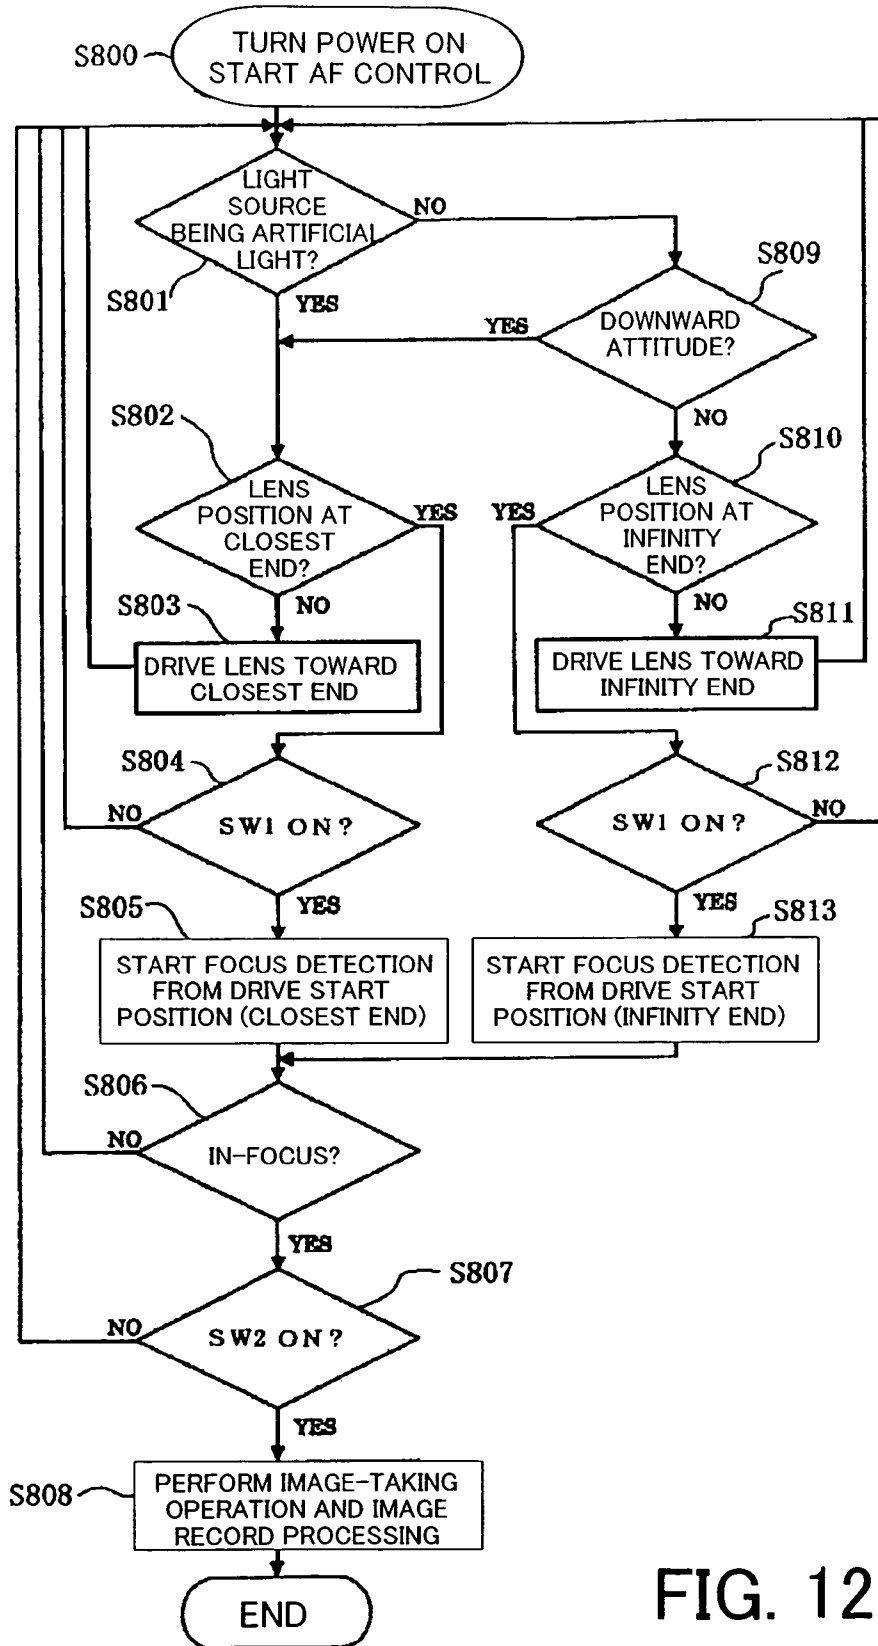 S800
TURN POWER ON
START AF CONTROL
LIGHT
SOURCE
BEING ARTIFICIAL
LIGHT?
NO
S801
YES
S809
DOWNWARD
ATTITUDE?
YES
NO
S802
LENS
POSITION AT
CLOSEST
END?
YES
NO
S810
LENS
POSITION AT
INFINITY
END?
YES
NO
S803
DRIVE LENS TOWARD
CLOSEST END
S811
DRIVE LENS TOWARD
INFINITY END
S804
SW1 ON?
NO
YES
S812
SW1 ON?
NO
YES
S805
START FOCUS DETECTION
FROM DRIVE START
POSITION (CLOSEST END)
S813
START FOCUS DETECTION
FROM DRIVE START
POSITION (INFINITY END)
S806
IN-FOCUS?
NO
YES
S807
SW2 ON?
NO
YES
S808
PERFORM IMAGE-TAKING
OPERATION AND IMAGE
RECORD PROCESSING
END
FIG. 12